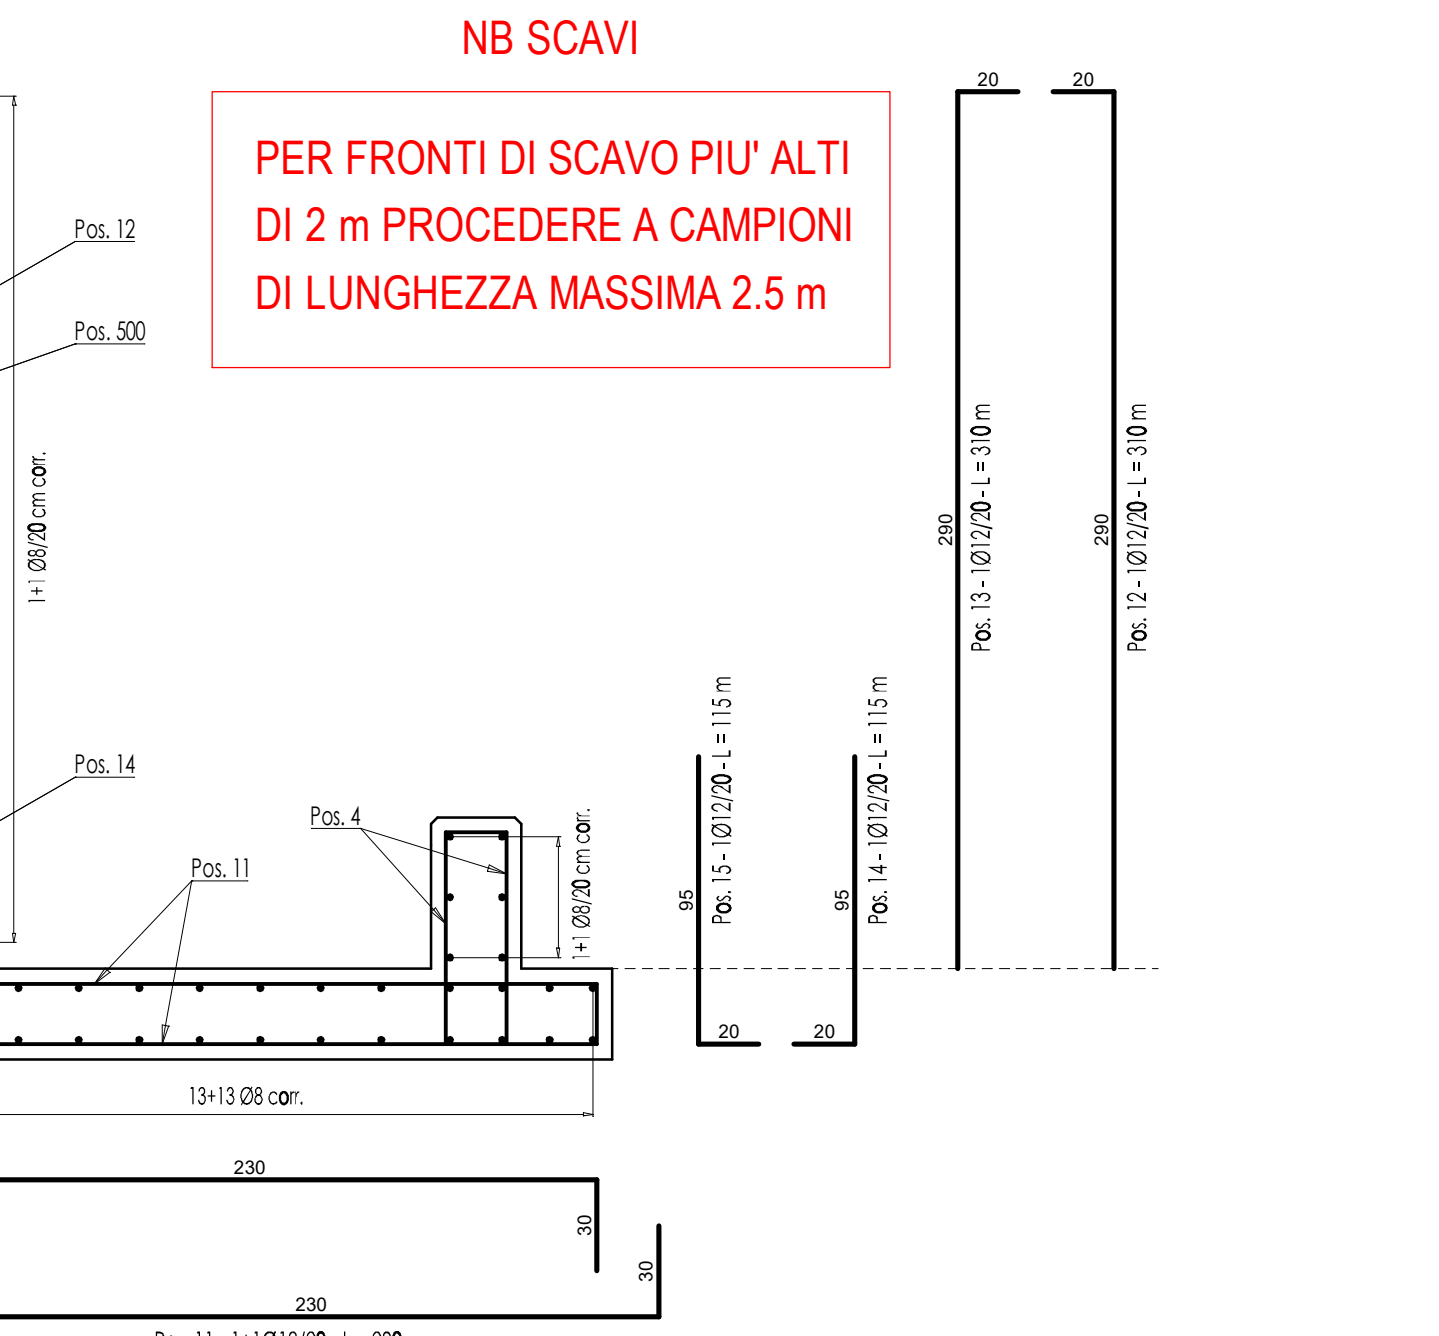 NB SCAVI
PER FRONTI DI SCAVO PIU' ALTI
DI 2 m PROCEDERE A CAMPIONI
DI LUNGHEZZA MASSIMA 2.5 m
20
20
Pos. 12
Pos. 500
1+1 Ø8/20 cm corr.
290
Pos. 13 - 1Ø12/20 - L = 310 m
290
Pos. 12 - 1Ø12/20 - L = 310 m
Pos. 14
Pos. 4
Pos. 11
1+1 Ø8/20 cm corr.
95
Pos. 15 - 1Ø12/20 - L = 115 m
95
Pos. 14 - 1Ø12/20 - L = 115 m
20
20
13+13 Ø8 corr.
230
30
30
230